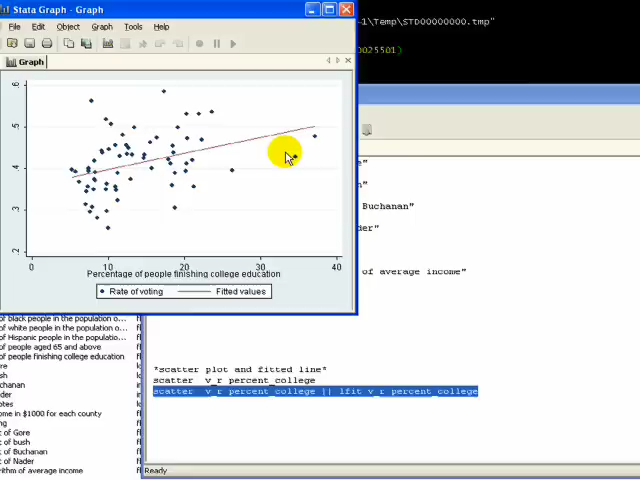 Stata Graph - Graph
File Edit Object Graph Tools Help
Graph
.6
.5
.4
.3
.2
0 10 20 30 40
Percentage of people finishing college education
Rate of voting Fitted values
-1\Temp\STD00000000.tmp"
0025501)
Buchanan"
of average income"
of black people in the population o...
of white people in the population o...
of Hispanic people in the population...
of people aged 65 and above
of people finishing college education
chanan
ome in $1000 for each county
t of Gore
t of bush
t of Buchanan
t of Nader
rithm of average income
*scatter plot and fitted line*
scatter v_r percent_college
scatter v_r percent_college || lfit v_r percent_college
Ready